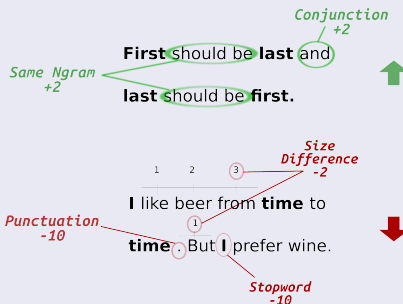 Conjunction
+2
First should be last and
Same Ngram
+2
last should be first.
Size
Difference
-2
1 2 3
I like beer from time to
Punctuation
-10
1
time . But I prefer wine.
Stopword
-10